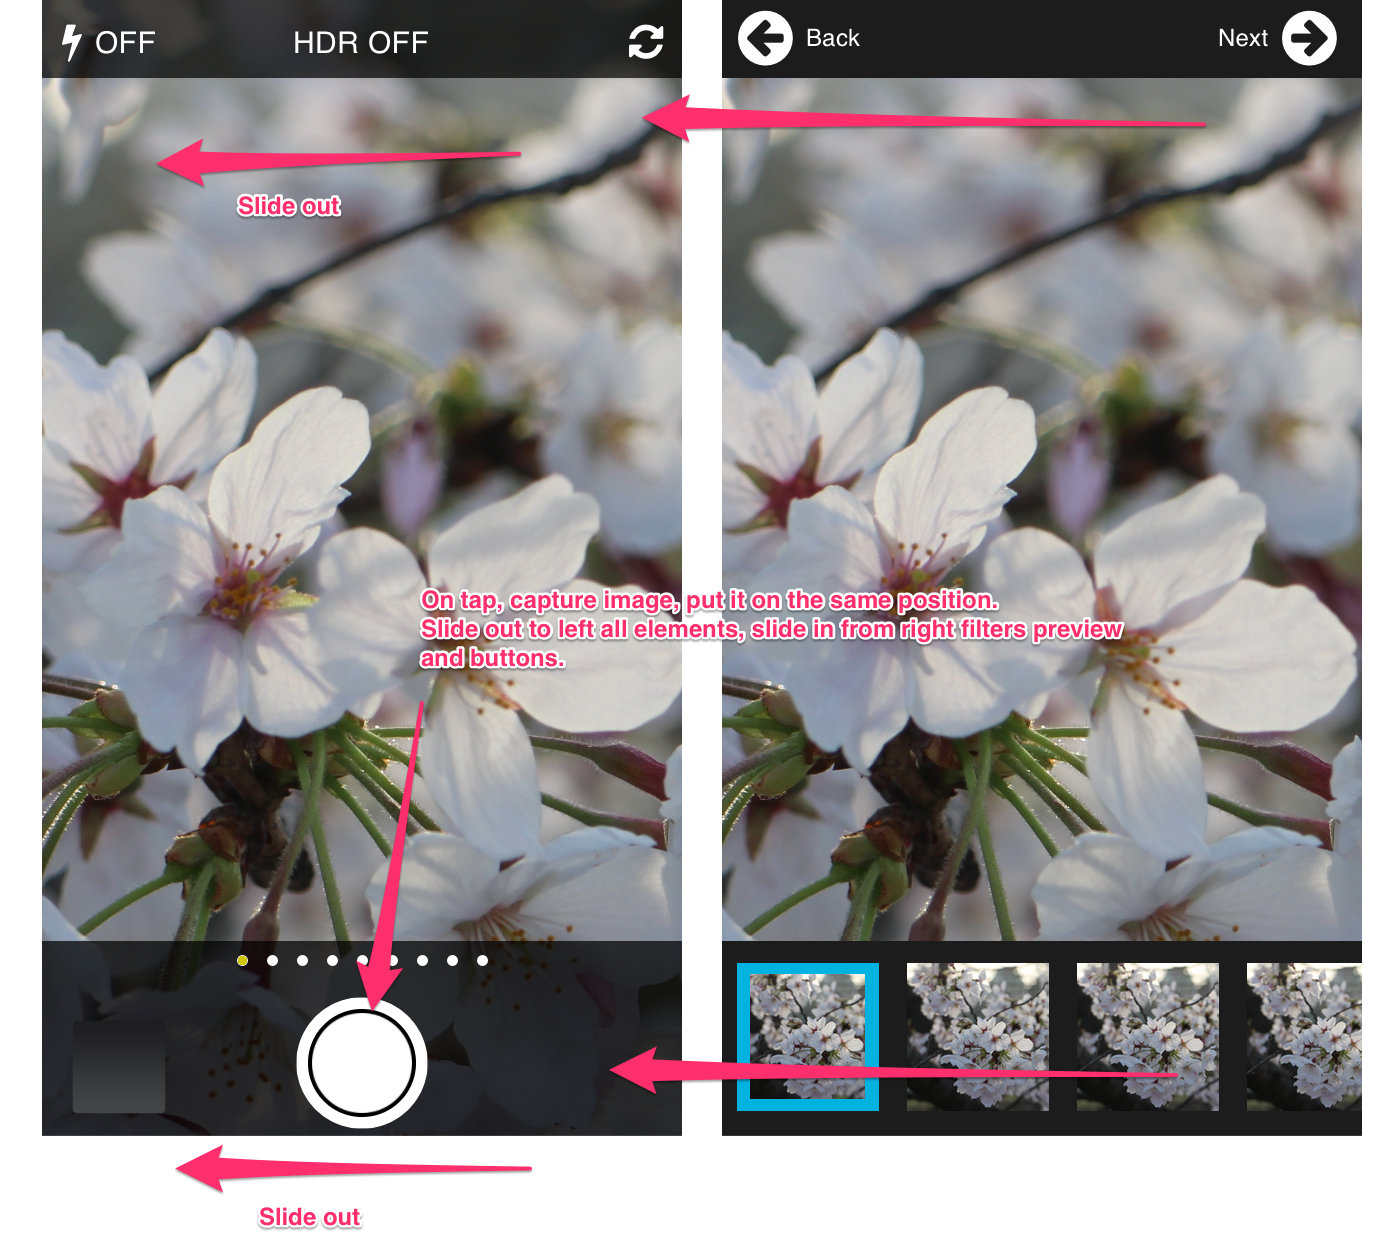 OFF
HDR OFF
Back
Next
Slide out
On tap, capture image, put it on the same position.
Slide out to left all elements, slide in from right filters preview
and buttons.
Slide out